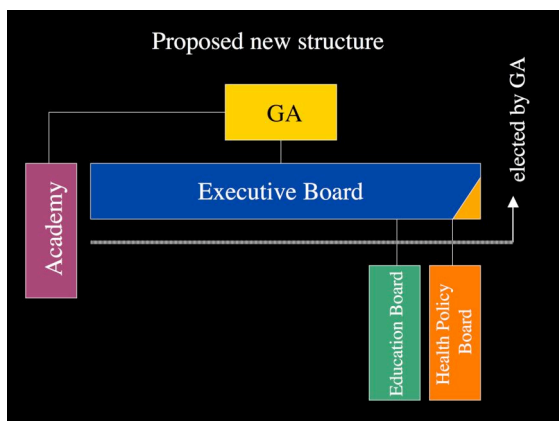 Proposed new structure
GA
elected by GA
Executive Board
Academy
Education Board
Health Policy
Board